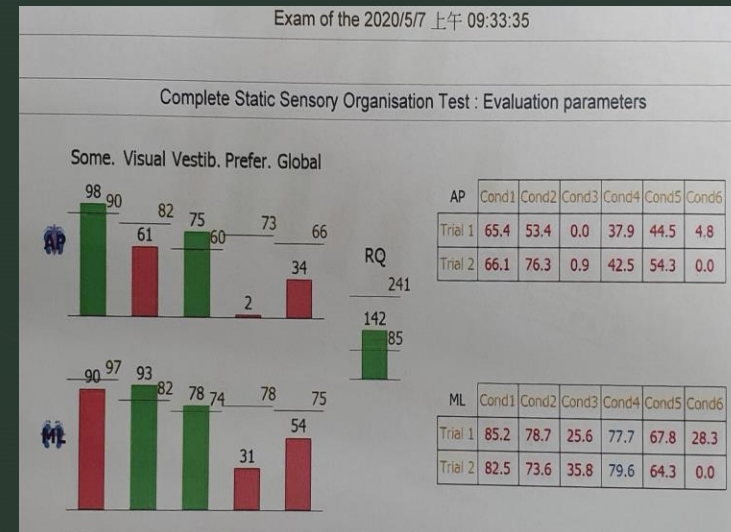 Exam of the 2020/5/7 上午 09:33:35
Complete Static Sensory Organisation Test : Evaluation parameters
Some. Visual Vestib. Prefer. Global
98 90 61 82 75 60 2 73 34 66
AP
RQ
241
142
85
AP Cond1 Cond2 Cond3 Cond4 Cond5 Cond6
Trial 1 65.4 53.4 0.0 37.9 44.5 4.8
Trial 2 66.1 76.3 0.9 42.5 54.3 0.0
90 97 93 82 78 74 31 78 54 75
ML
ML Cond1 Cond2 Cond3 Cond4 Cond5 Cond6
Trial 1 85.2 78.7 25.6 77.7 67.8 28.3
Trial 2 82.5 73.6 35.8 79.6 64.3 0.0